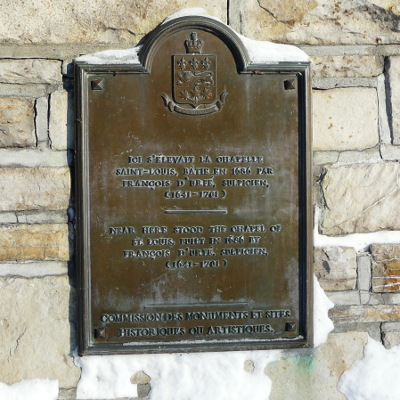 ICI S'ÉLEVAIT LA CHAPELLE
SAINT-LOUIS, BÂTIE EN 1686 PAR
FRANÇOIS D'URFÉ, SULPICIEN,
(1641-1701)
NEAR HERE STOOD THE CHAPEL OF
ST. LOUIS, BUILT IN 1686 BY
FRANÇOIS D'URFÉ, SULPICIEN,
(1641-1701)
COMMISSION DES MONUMENTS ET SITES
HISTORIQUES OU ARTISTIQUES.